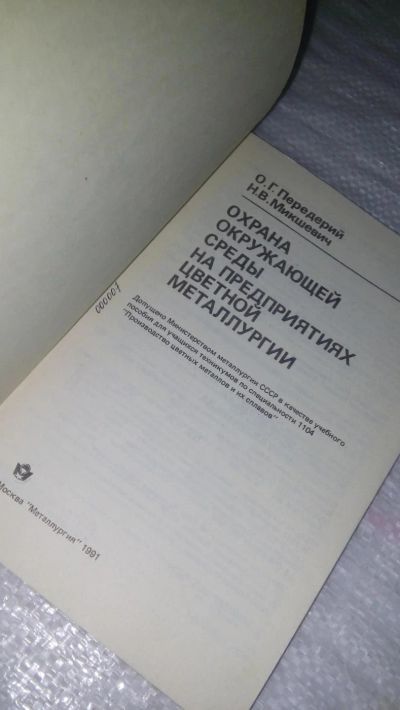 О.Г.Передерий
Н.В.Микшевич
ОХРАНА
ОКРУЖАЮЩЕЙ
СРЕДЫ
НА ПРЕДПРИЯТИЯХ
ЦВЕТНОЙ
МЕТАЛЛУРГИИ
Допущено Министерством металлургии СССР в качестве учебного
пособия для учащихся техникумов по специальности 1104
"Производство цветных металлов и их сплавов"
Москва "Металлургия" 1991